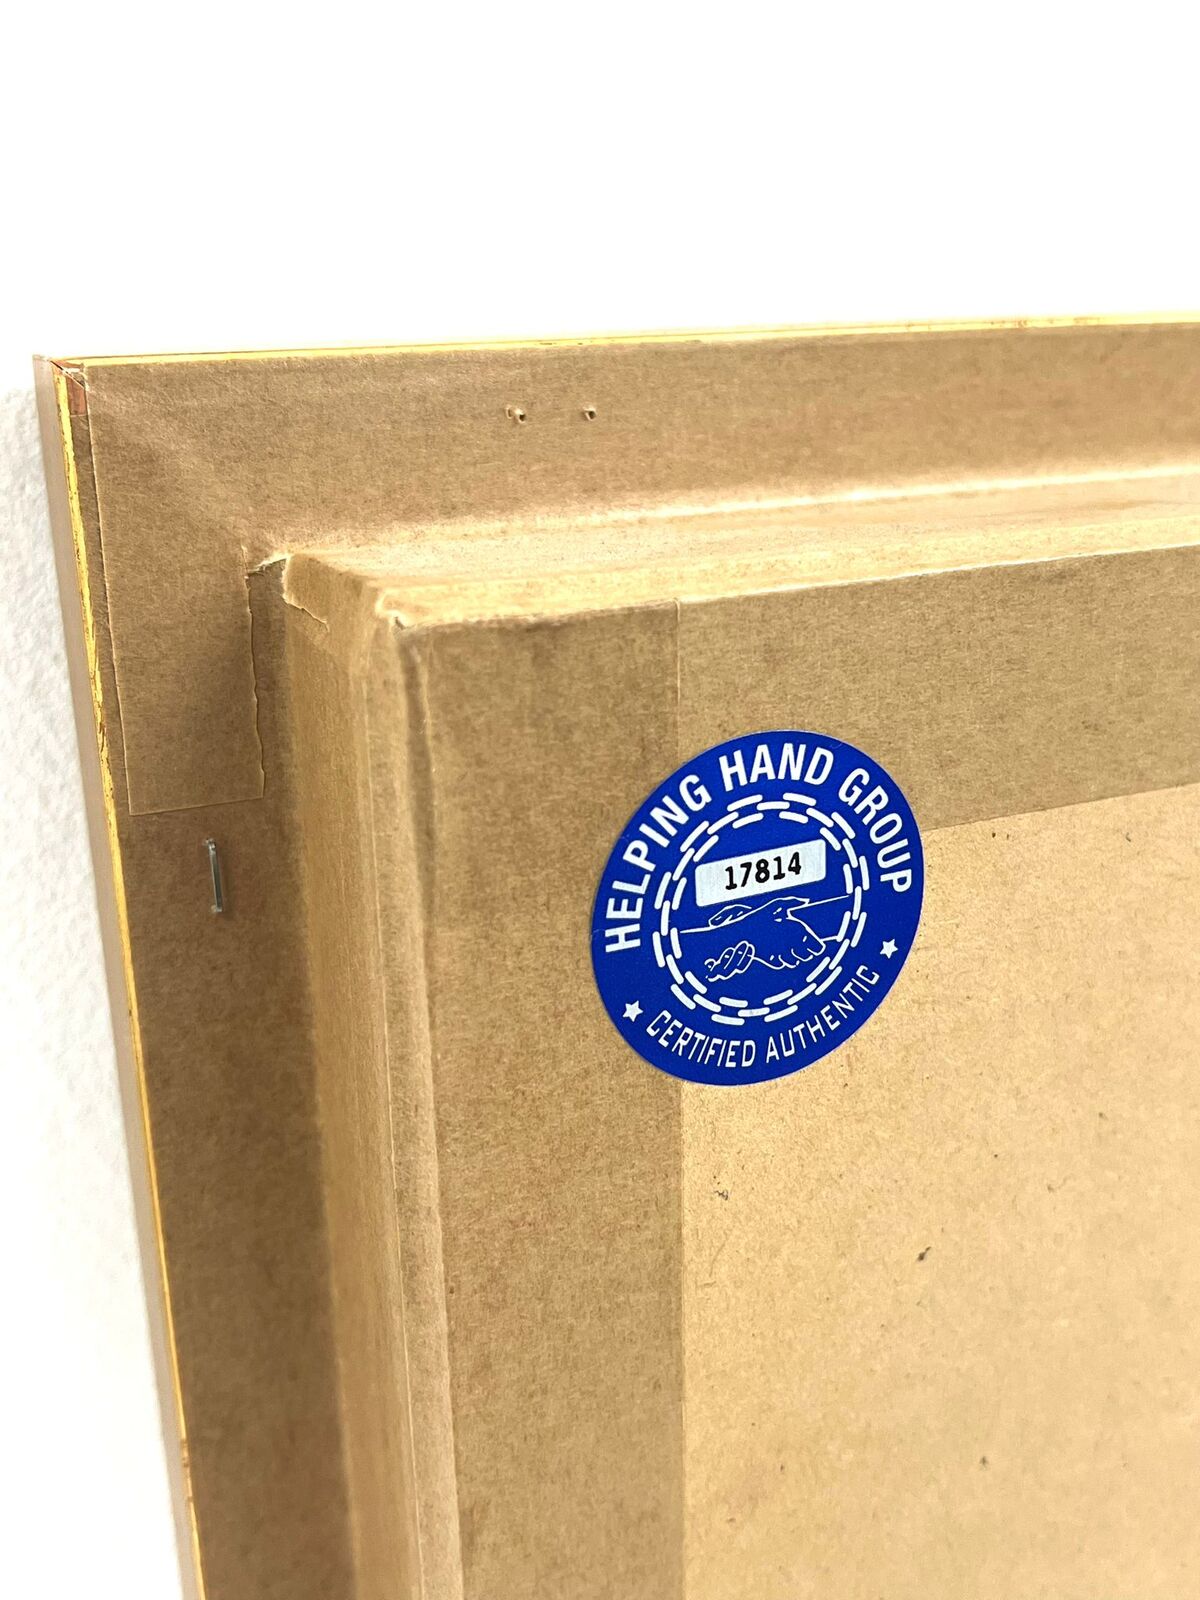 HELPING HAND GROUP
17814
CERTIFIED AUTHENTIC